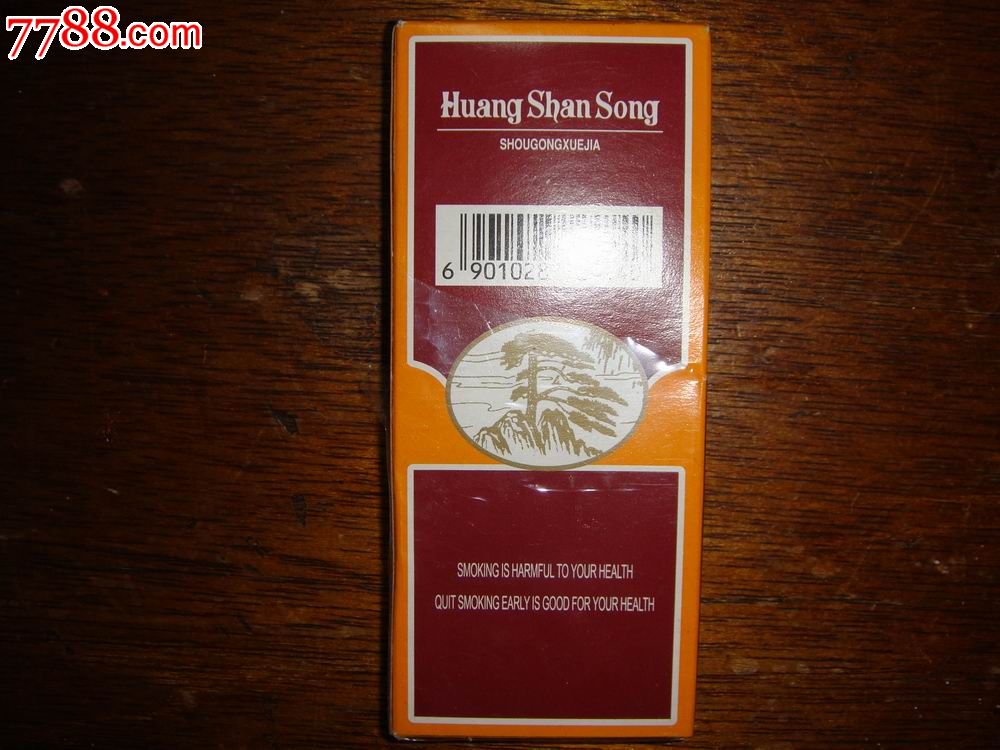 7788.com
Huang Shan Song
SHOUGONGXUEJIA
6 901028
SMOKING IS HARMFUL TO YOUR HEALTH
QUIT SMOKING EARLY IS GOOD FOR YOUR HEALTH